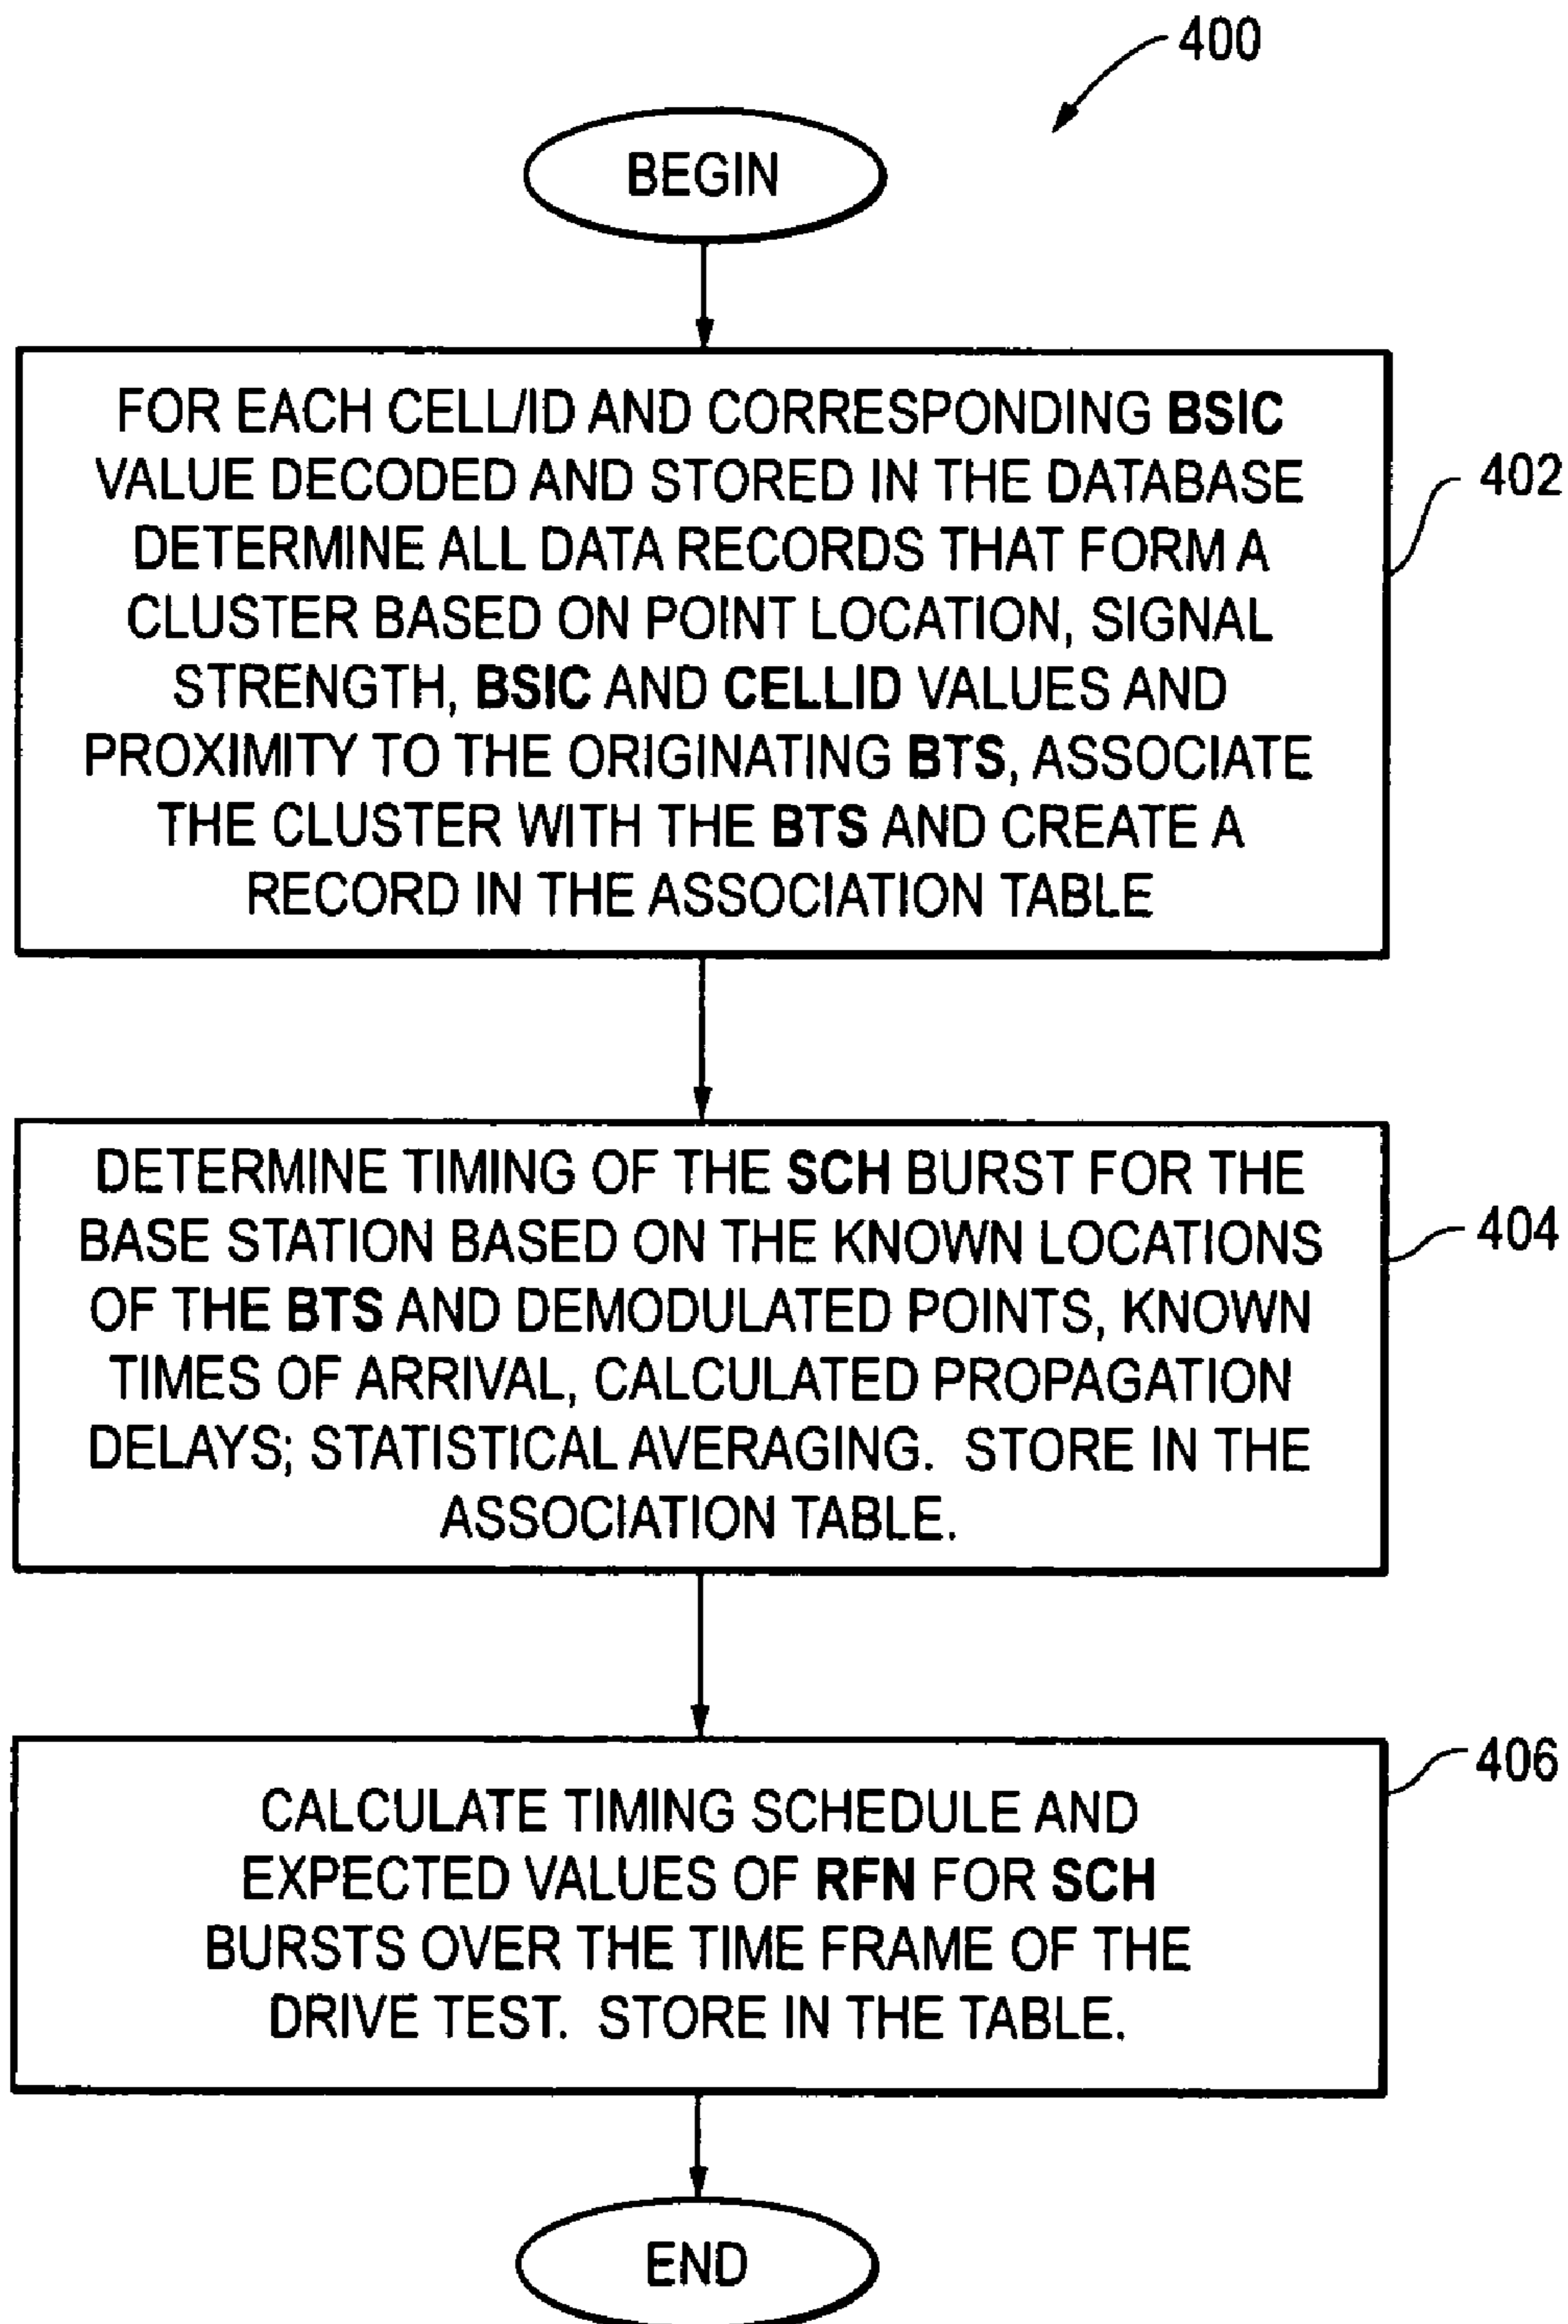 400
BEGIN
FOR EACH CELL/ID AND CORRESPONDING BSIC
VALUE DECODED AND STORED IN THE DATABASE
DETERMINE ALL DATA RECORDS THAT FORM A
CLUSTER BASED ON POINT LOCATION, SIGNAL
STRENGTH, BSIC AND CELLID VALUES AND
PROXIMITY TO THE ORIGINATING BTS, ASSOCIATE
THE CLUSTER WITH THE BTS AND CREATE A
RECORD IN THE ASSOCIATION TABLE
402
DETERMINE TIMING OF THE SCH BURST FOR THE
BASE STATION BASED ON THE KNOWN LOCATIONS
OF THE BTS AND DEMODULATED POINTS, KNOWN
TIMES OF ARRIVAL, CALCULATED PROPAGATION
DELAYS; STATISTICAL AVERAGING. STORE IN THE
ASSOCIATION TABLE.
404
CALCULATE TIMING SCHEDULE AND
EXPECTED VALUES OF RFN FOR SCH
BURSTS OVER THE TIME FRAME OF THE
DRIVE TEST. STORE IN THE TABLE.
406
END